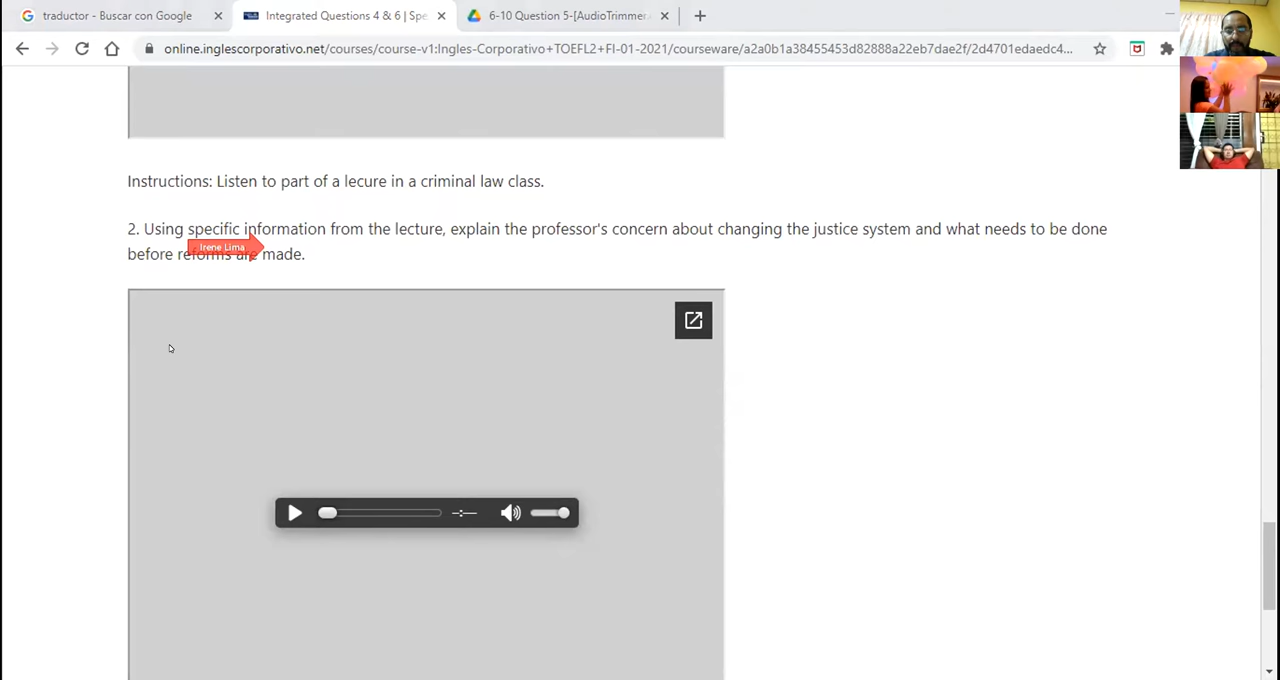 traductor - Buscar con Google
Integrated Questions 4 & 6 | Spe
6-10 Question 5-[AudioTrimmer.
online.inglescorporativo.net/courses/course-v1:Ingles-Corporativo+TOEFL2+FI-01-2021/courseware/a2a0b1a38455453d82888a22eb7dae2f/2d4701edaedc4...
Instructions: Listen to part of a lecure in a criminal law class.
2. Using specific information from the lecture, explain the professor's concern about changing the justice system and what needs to be done
Irene Lima
before reforms are made.
-:--